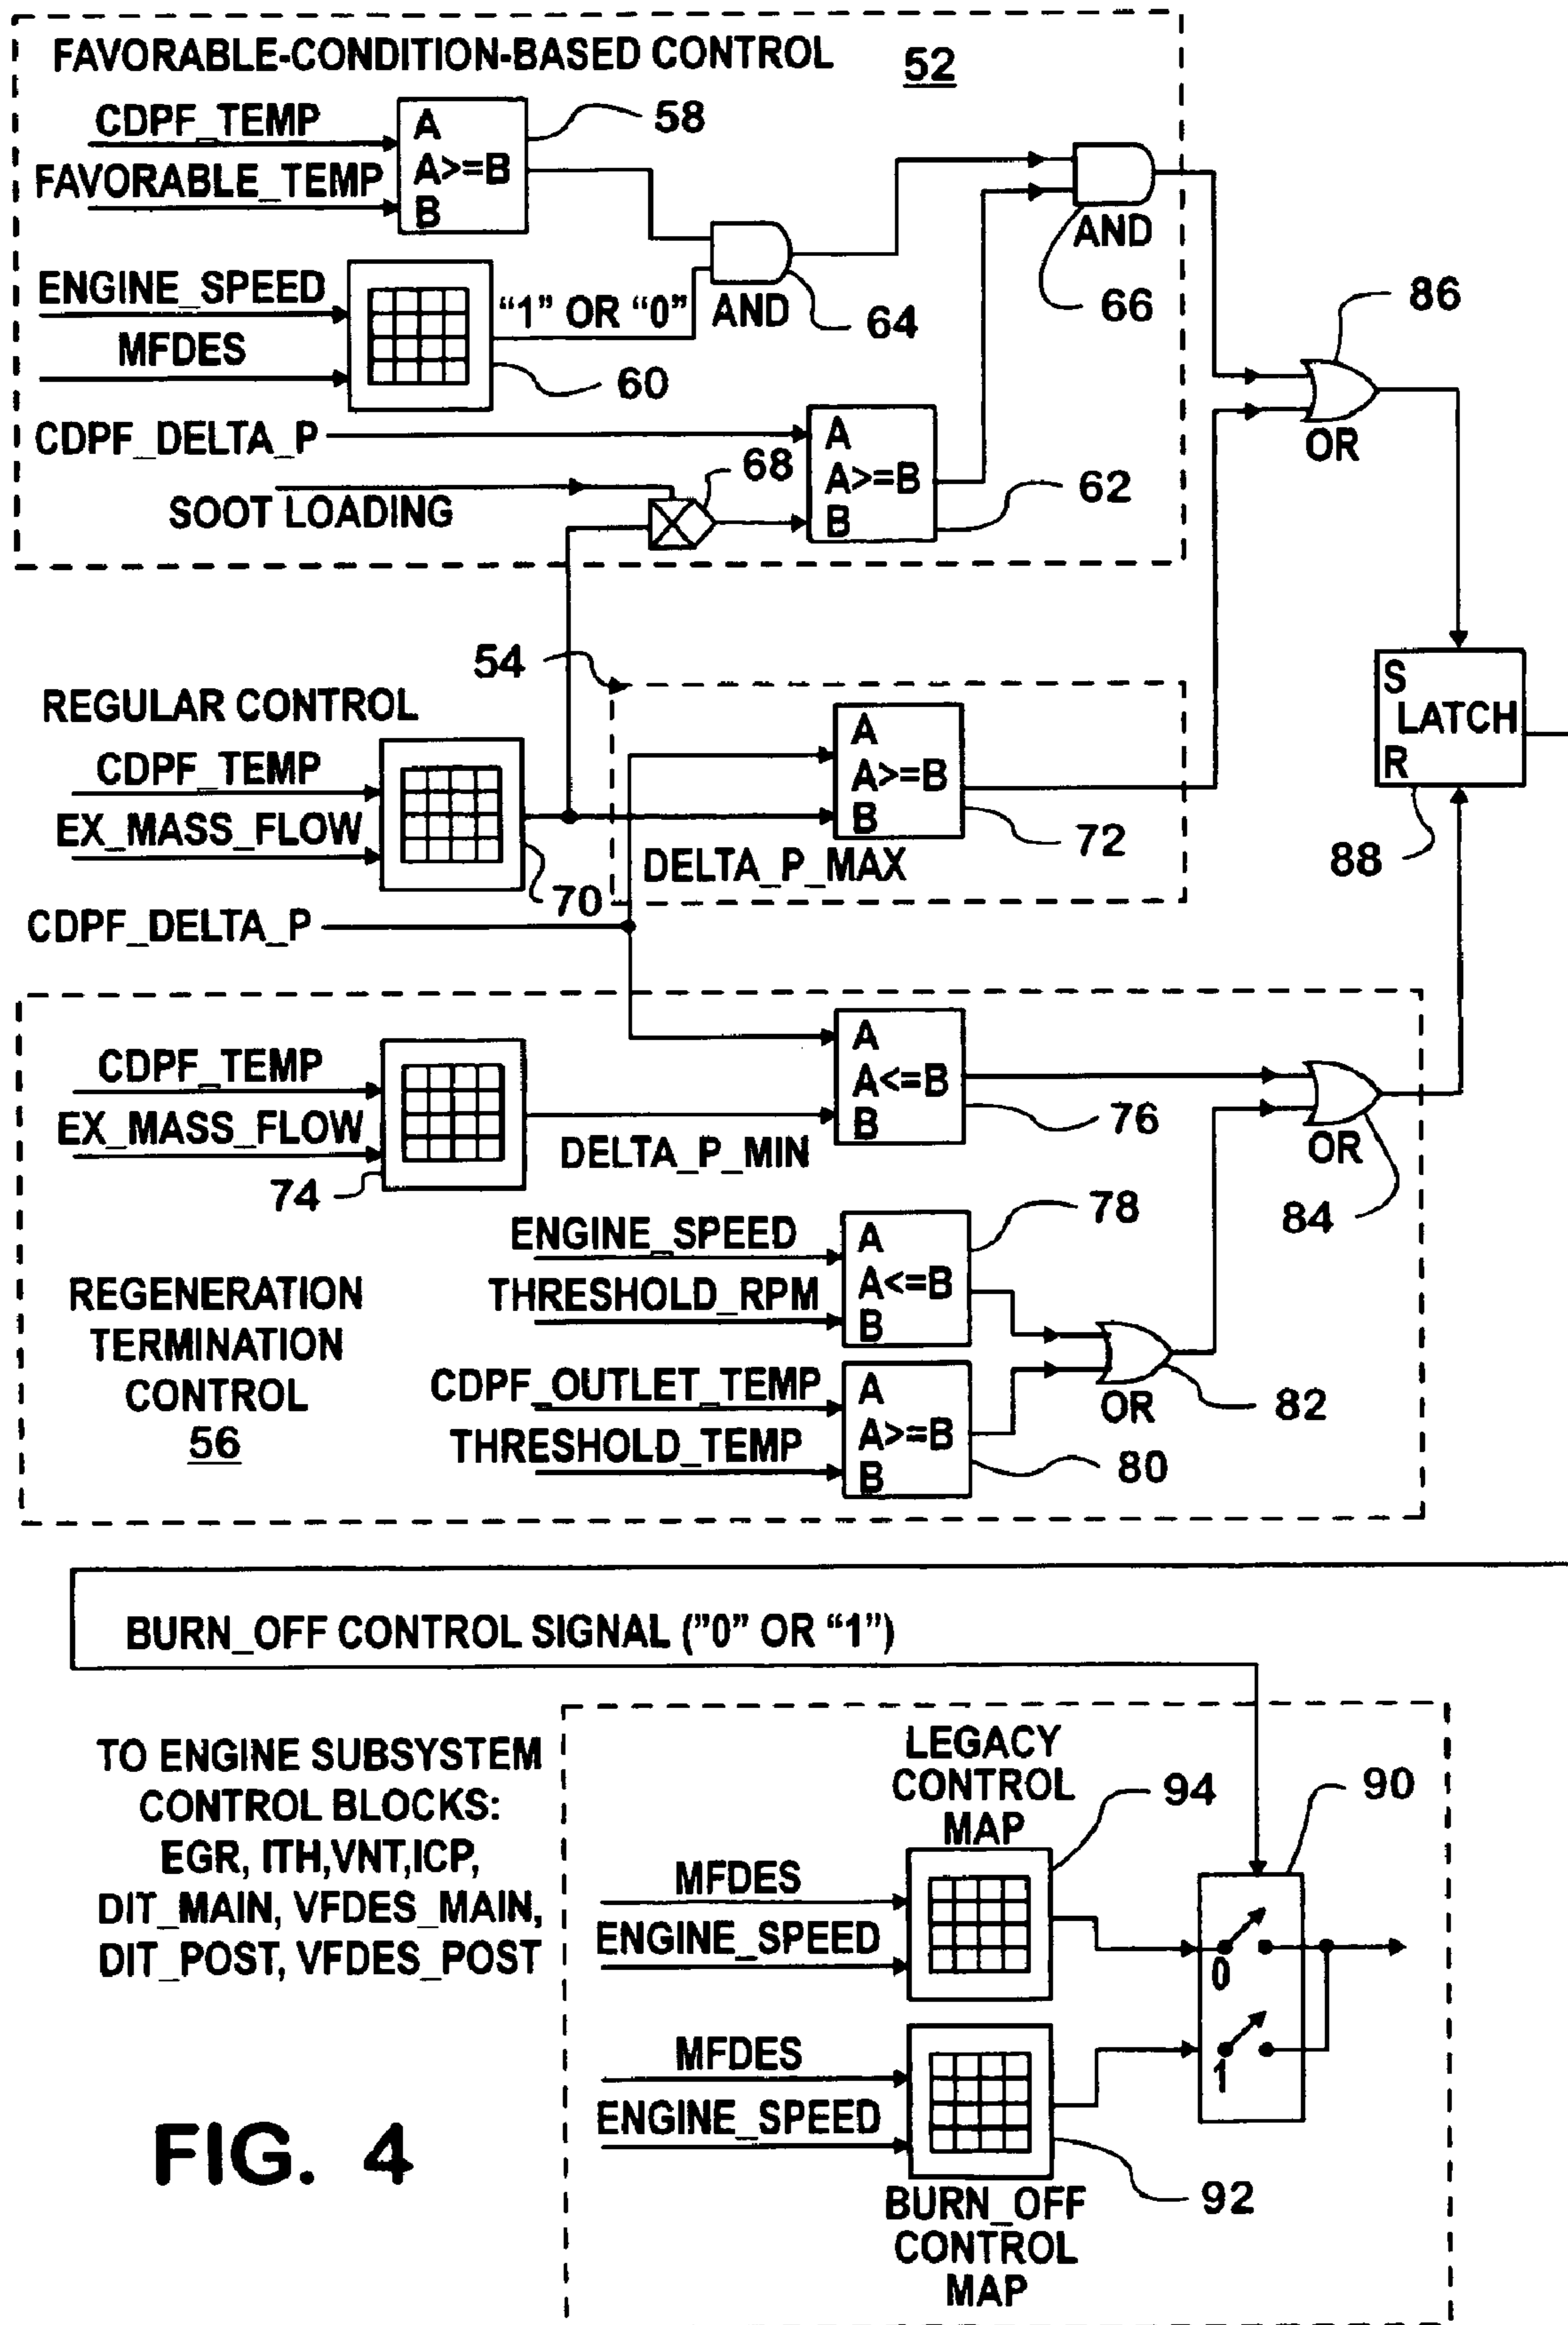 FAVORABLE-CONDITION-BASED CONTROL 52
CDPF_TEMP
FAVORABLE_TEMP
A
A>=B
B
58
ENGINE_SPEED
MFDES
"1" OR "0"
60
AND
64
AND
66
CDPF_DELTA_P
SOOT LOADING
68
A
A>=B
B
62
86
OR
54
REGULAR CONTROL
CDPF_TEMP
EX_MASS_FLOW
70
A
A>=B
B
72
DELTA_P_MAX
CDPF_DELTA_P
S
LATCH
R
88
CDPF_TEMP
EX_MASS_FLOW
74
DELTA_P_MIN
A
A<=B
B
76
OR
84
ENGINE_SPEED
THRESHOLD_RPM
A
A<=B
B
78
REGENERATION
TERMINATION
CONTROL
56
CDPF_OUTLET_TEMP
THRESHOLD_TEMP
A
A>=B
B
80
OR
82
BURN_OFF CONTROL SIGNAL ("0" OR "1")
TO ENGINE SUBSYSTEM
CONTROL BLOCKS:
EGR, ITH,VNT,ICP,
DIT_MAIN, VFDES_MAIN,
DIT_POST, VFDES_POST
LEGACY
CONTROL
MAP
94
90
MFDES
ENGINE_SPEED
0
1
MFDES
ENGINE_SPEED
92
BURN_OFF
CONTROL
MAP
FIG. 4